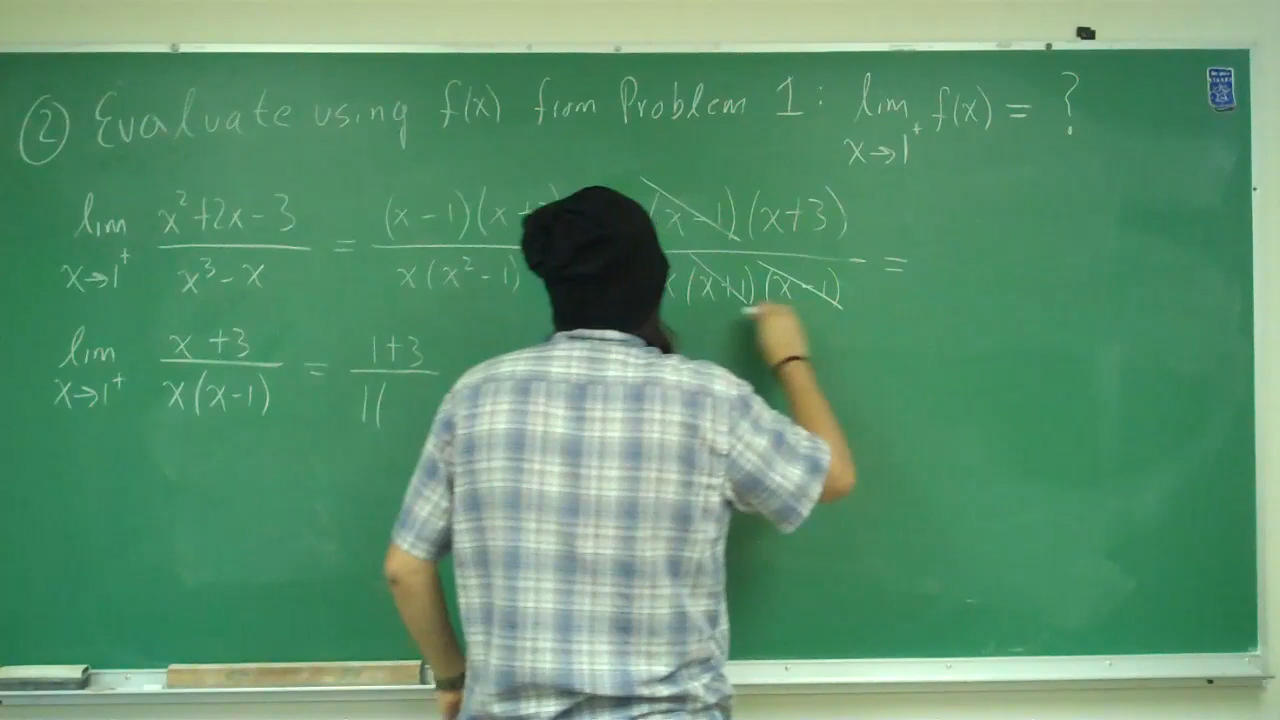 ② Evaluate using f(x) from Problem 1: lim x→1⁺ f(x) = ?
lim x→1⁺ x²+2x-3 / x³-x = (x-1)(x+ / x(x²-1) (x-1)(x+3) / x(x+1)(x-1) =
lim x→1⁺ x+3 / x(x-1) = 1+3 / 1(